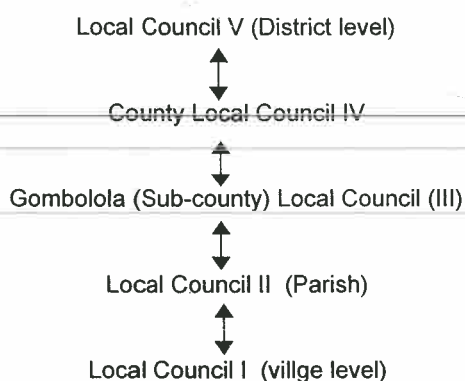 Local Council V (District level)
County Local Council IV
Gombolola (Sub-county) Local Council (III)
Local Council II (Parish)
Local Council I (villge level)